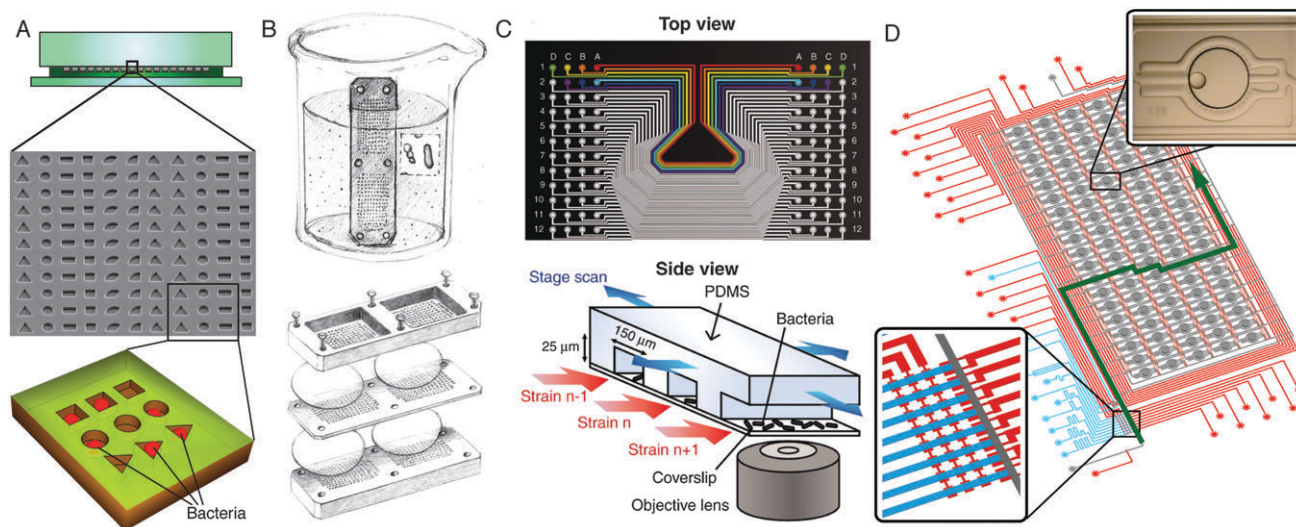 A
Bacteria
B
C
Top view
D C B A
A B C D
1
2
3
4
5
6
7
8
9
10
11
12
1
2
3
4
5
6
7
8
9
10
11
12
Side view
Stage scan
PDMS
Bacteria
150 µm
25 µm
Strain n-1
Strain n
Strain n+1
Coverslip
Objective lens
D